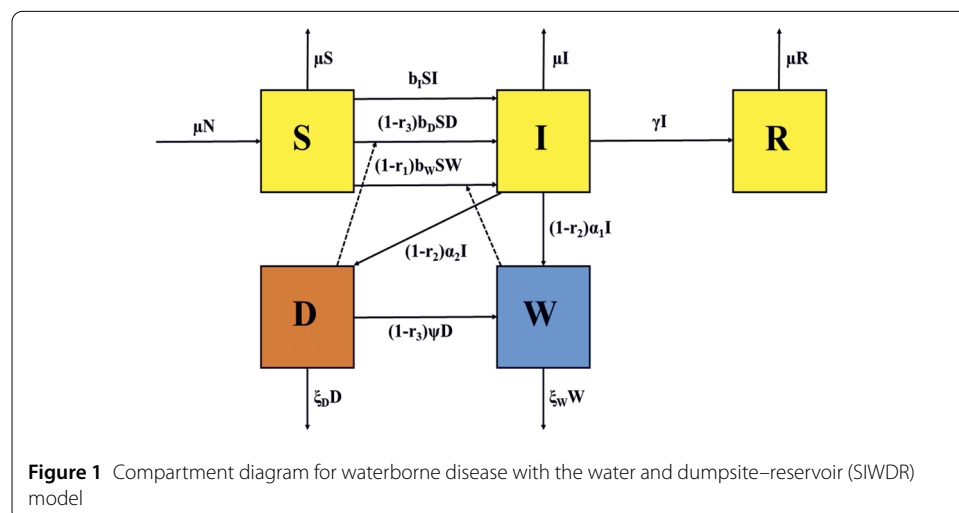 μS
μI
μR
b_ISI
μN
S
(1-r₃)b_DSD
I
γI
R
(1-r₁)b_WSW
(1-r₂)α₂I
(1-r₂)α₁I
D
W
(1-r₃)ψD
ξ_DD
ξ_WW
Figure 1 Compartment diagram for waterborne disease with the water and dumpsite–reservoir (SIWDR)
model